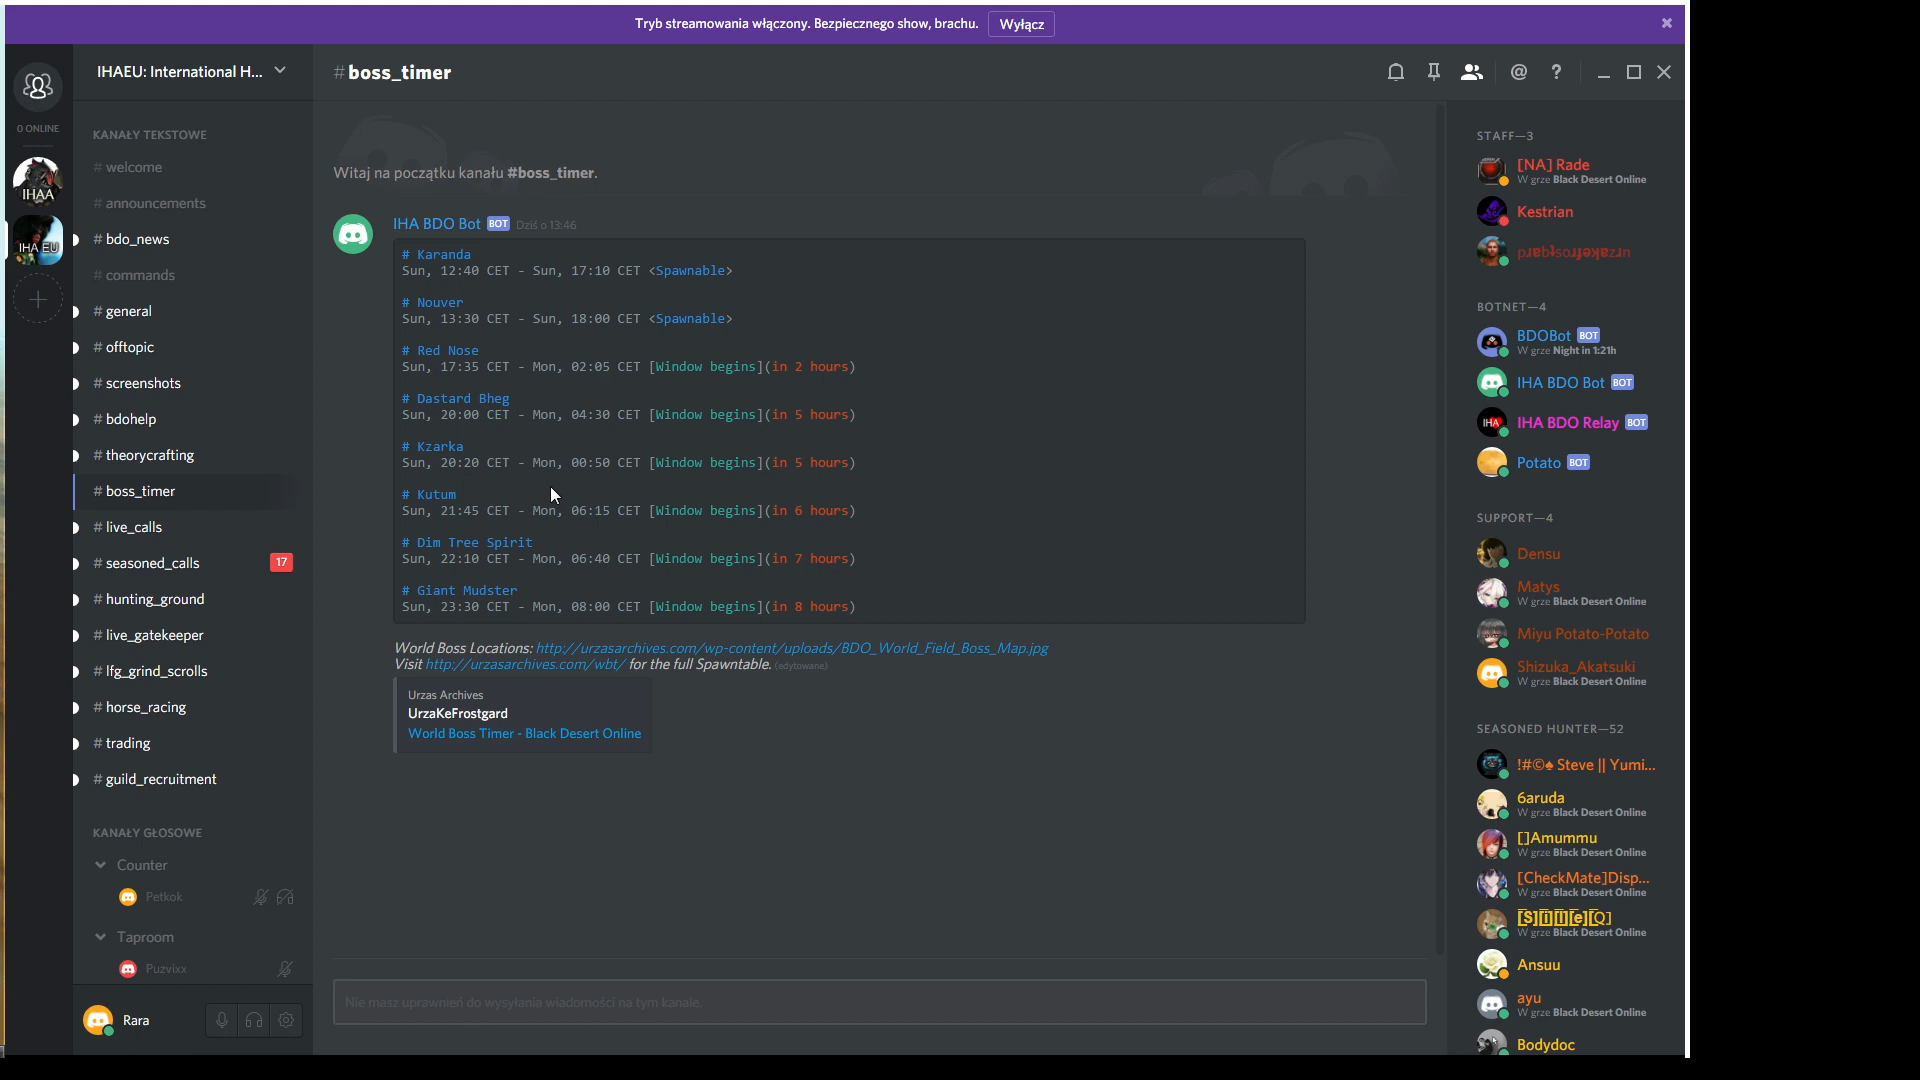 Tryb streamowania włączony. Bezpiecznego show, brachu. Wyłącz
IHAEU: International H...
#boss_timer
0 ONLINE
IHAA
IHA EU
KANAŁY TEKSTOWE
# welcome
# announcements
# bdo_news
# commands
# general
# offtopic
# screenshots
# bdohelp
# theorycrafting
# boss_timer
# live_calls
# seasoned_calls 17
# hunting_ground
# live_gatekeeper
# lfg_grind_scrolls
# horse_racing
# trading
# guild_recruitment
KANAŁY GŁOSOWE
Counter
Petkok
Taproom
Puzvixx
Rara
Witaj na początku kanału #boss_timer.
IHA BDO Bot BOT Dziś o 13:46
# Karanda
Sun, 12:40 CET - Sun, 17:10 CET <Spawnable>
# Nouver
Sun, 13:30 CET - Sun, 18:00 CET <Spawnable>
# Red Nose
Sun, 17:35 CET - Mon, 02:05 CET [Window begins](in 2 hours)
# Dastard Bheg
Sun, 20:00 CET - Mon, 04:30 CET [Window begins](in 5 hours)
# Kzarka
Sun, 20:20 CET - Mon, 00:50 CET [Window begins](in 5 hours)
# Kutum
Sun, 21:45 CET - Mon, 06:15 CET [Window begins](in 6 hours)
# Dim Tree Spirit
Sun, 22:10 CET - Mon, 06:40 CET [Window begins](in 7 hours)
# Giant Mudster
Sun, 23:30 CET - Mon, 08:00 CET [Window begins](in 8 hours)
World Boss Locations: http://urzasarchives.com/wp-content/uploads/BDO_World_Field_Boss_Map.jpg
Visit http://urzasarchives.com/wbt/ for the full Spawntable. (edytowane)
Urzas Archives
UrzaKeFrostgard
World Boss Timer - Black Desert Online
Nie masz uprawnień do wysyłania wiadomości na tym kanale.
STAFF—3
[NA] Rade
W grze Black Desert Online
Kestrian
BOTNET—4
BDOBot BOT
W grze Night in 1:21h
IHA BDO Bot BOT
IHA BDO Relay BOT
Potato BOT
SUPPORT—4
Densu
Matys
W grze Black Desert Online
Miyu Potato-Potato
Shizuka_Akatsuki
W grze Black Desert Online
SEASONED HUNTER—52
!#©♠ Steve || Yumi...
6aruda
W grze Black Desert Online
[]Amummu
W grze Black Desert Online
[CheckMate]Disp...
W grze Black Desert Online
W grze Black Desert Online
Ansuu
ayu
W grze Black Desert Online
Bodydoc